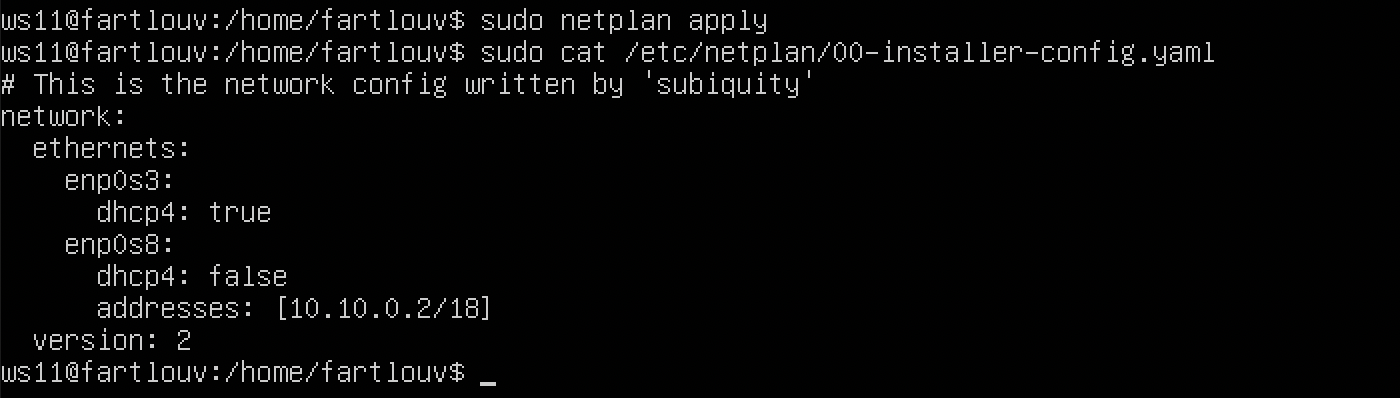 ws11@fartlouv:/home/fartlouv$ sudo netplan apply
ws11@fartlouv:/home/fartlouv$ sudo cat /etc/netplan/00-installer-config.yaml
# This is the network config written by 'subiquity'
network:
  ethernets:
    enp0s3:
      dhcp4: true
    enp0s8:
      dhcp4: false
      addresses: [10.10.0.2/18]
  version: 2
ws11@fartlouv:/home/fartlouv$ _